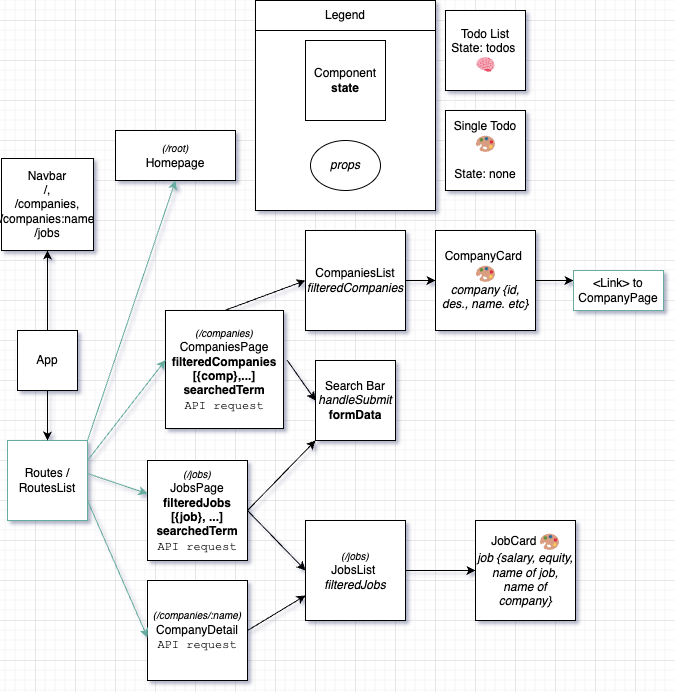 Legend
Component
state
props
Todo List
State: todos
Single Todo
State: none
(/root)
Homepage
Navbar
/,
/companies,
/companies:name
/jobs
App
Routes /
RoutesList
CompaniesList
filteredCompanies
CompanyCard
company {id,
des., name. etc}
<Link> to
CompanyPage
(/companies)
CompaniesPage
filteredCompanies
[{comp},...]
searchedTerm
API request
Search Bar
handleSubmit
formData
(/jobs)
JobsPage
filteredJobs
[{job}, ...]
searchedTerm
API request
(/jobs)
JobsList
filteredJobs
JobCard
job {salary, equity,
name of job,
name of
company}
(/companies/:name)
CompanyDetail
API request